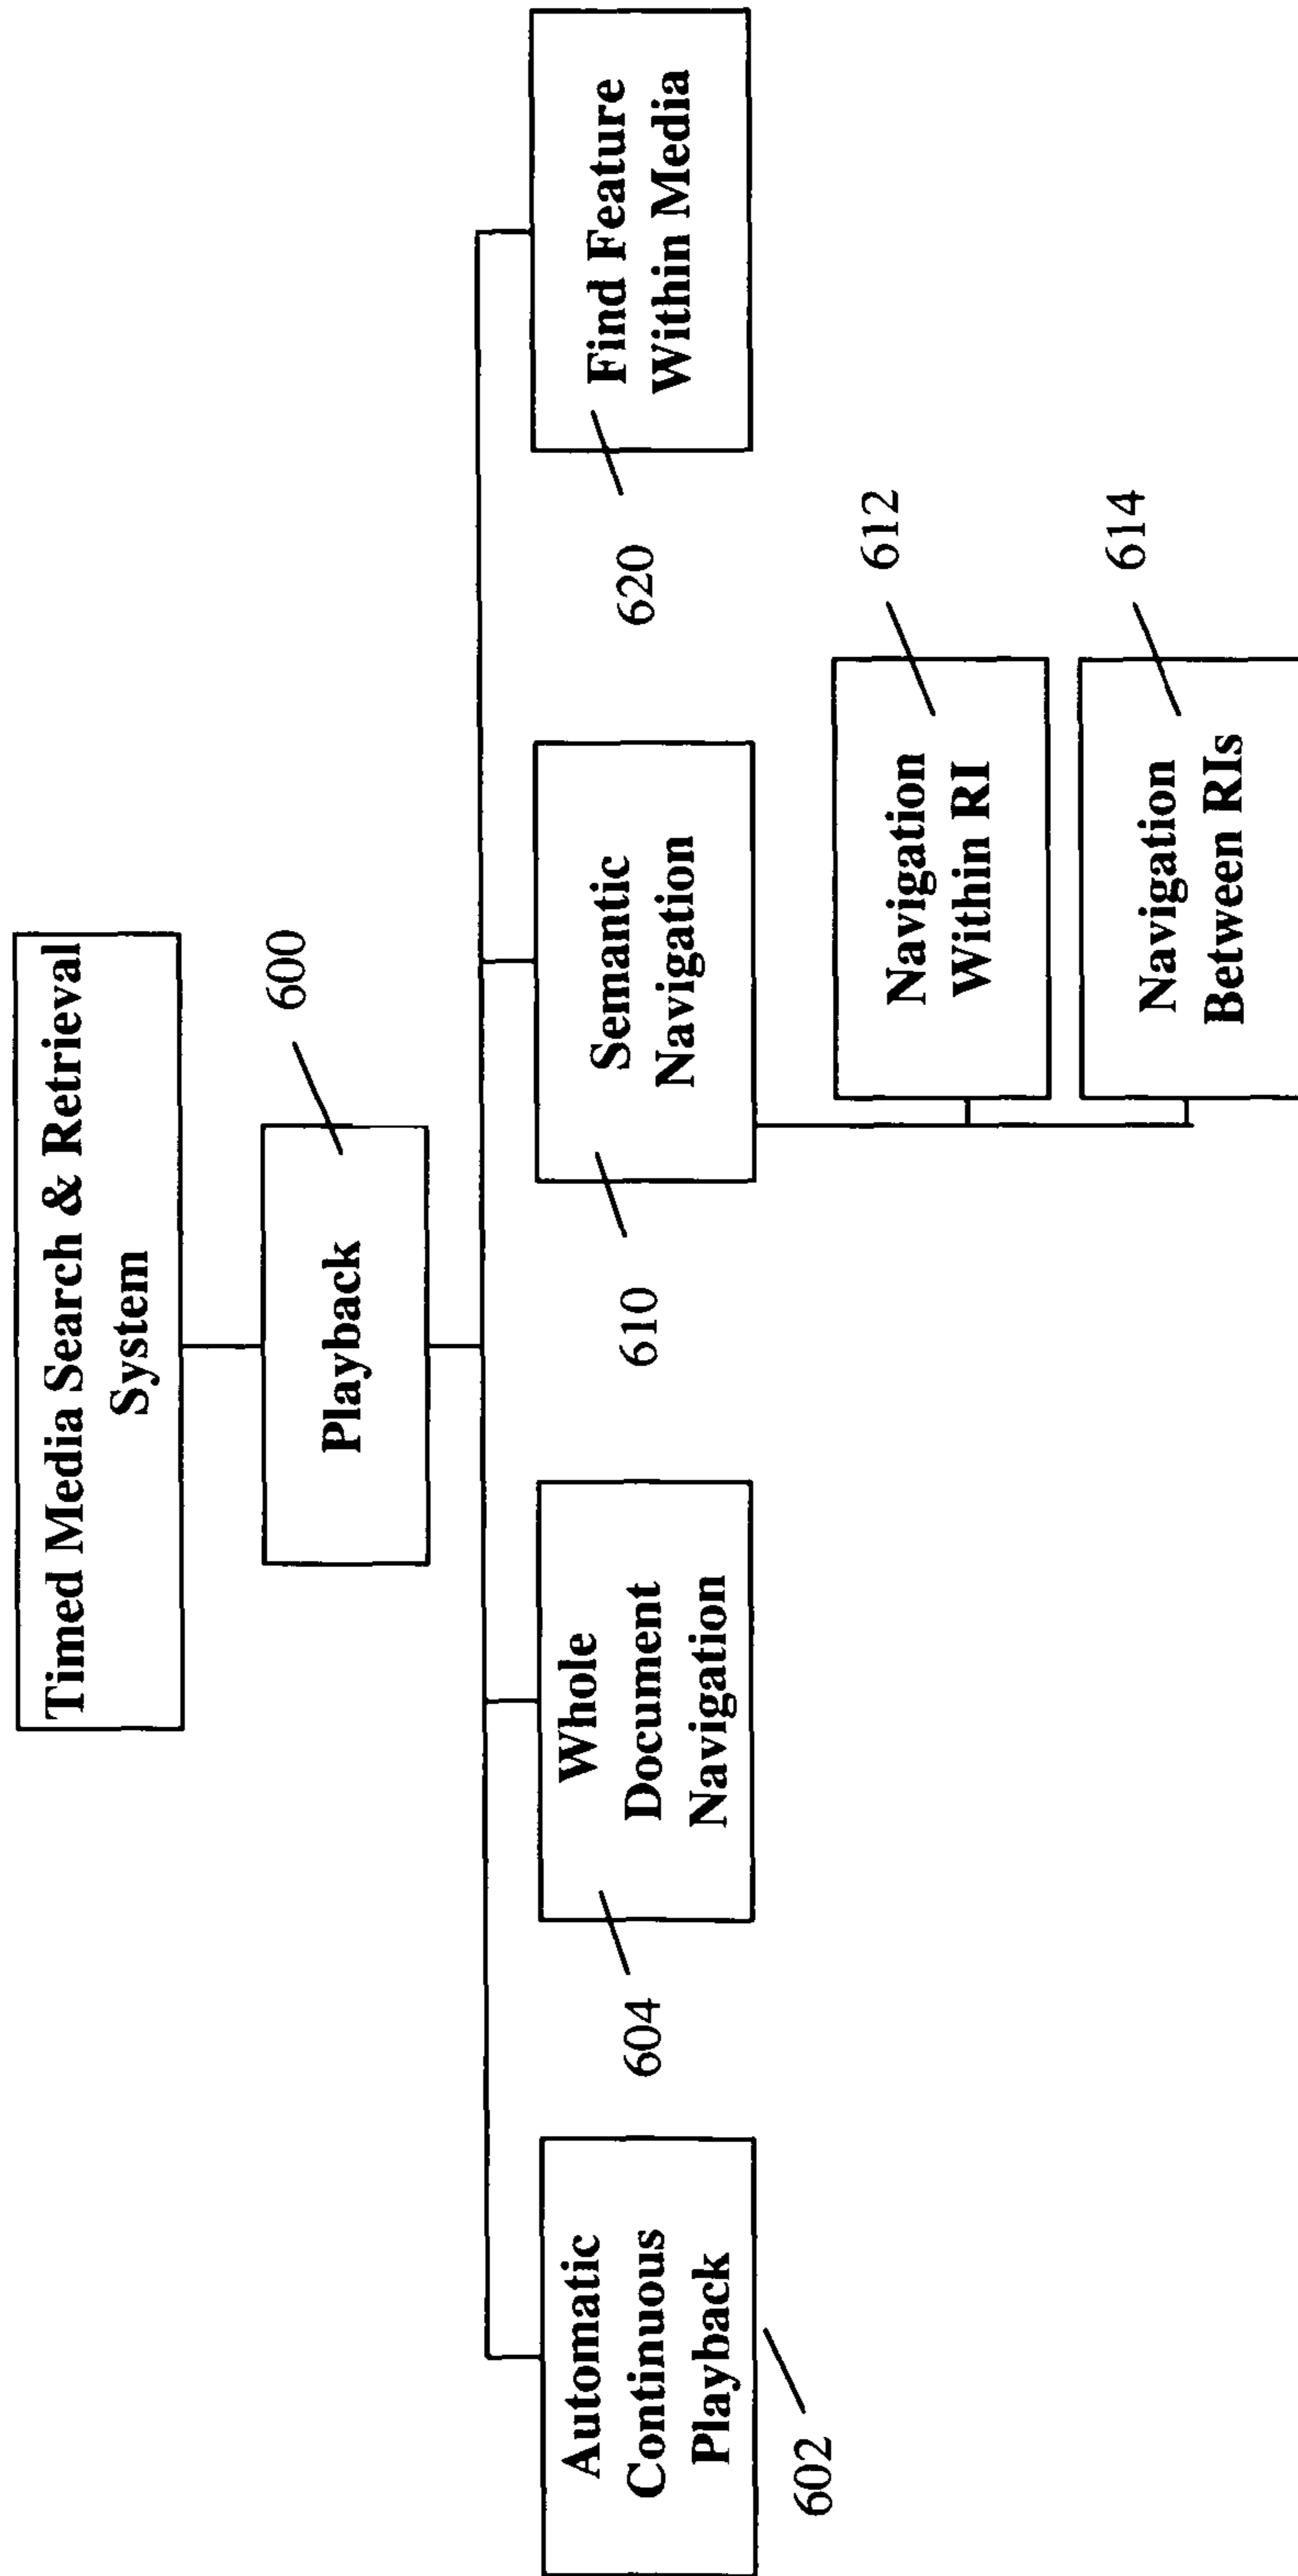 Timed Media Search & Retrieval
System
600
Playback
Automatic
Continuous
Playback
602
Whole
Document
Navigation
604
Semantic
Navigation
610
Find Feature
Within Media
620
Navigation
Within RI
612
Navigation
Between RIs
614